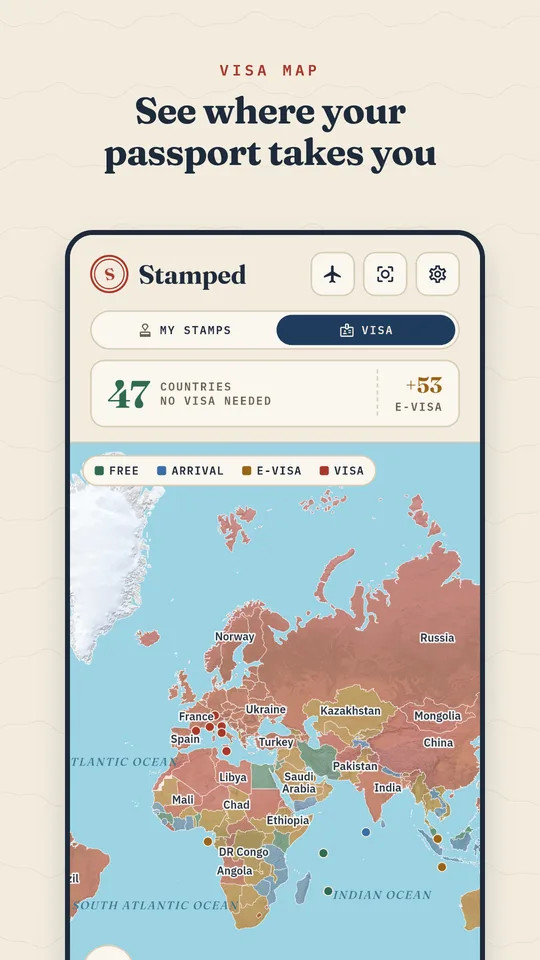 VISA MAP
See where your
passport takes you
S
Stamped
MY STAMPS
VISA
47
COUNTRIES
NO VISA NEEDED
+53
E-VISA
FREE
ARRIVAL
E-VISA
VISA
Norway
Russia
France
Ukraine
Kazakhstan
Mongolia
Spain
Turkey
China
TLANTIC OCEAN
Libya
Saudi
Arabia
Pakistan
India
Mali
Chad
Ethiopia
DR Congo
Angola
zil
SOUTH ATLANTIC OCEAN
INDIAN OCEAN